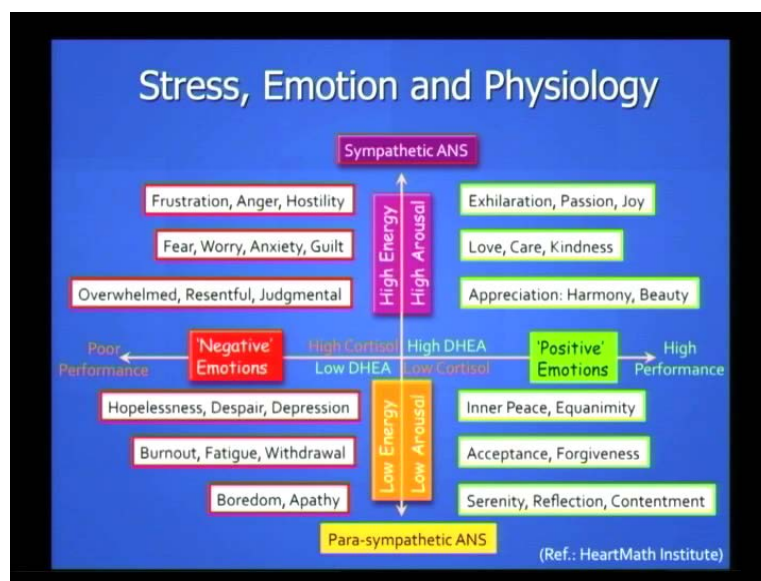 Stress, Emotion and Physiology
Sympathetic ANS
Frustration, Anger, Hostility
Exhilaration, Passion, Joy
Fear, Worry, Anxiety, Guilt
Love, Care, Kindness
Overwhelmed, Resentful, Judgmental
Appreciation: Harmony, Beauty
High Energy
High Arousal
Poor
Performance
'Negative'
Emotions
High Cortisol
High DHEA
Low DHEA
Low Cortisol
'Positive'
Emotions
High
Performance
Hopelessness, Despair, Depression
Inner Peace, Equanimity
Burnout, Fatigue, Withdrawal
Acceptance, Forgiveness
Boredom, Apathy
Serenity, Reflection, Contentment
Low Energy
Low Arousal
Para-sympathetic ANS
(Ref.: HeartMath Institute)